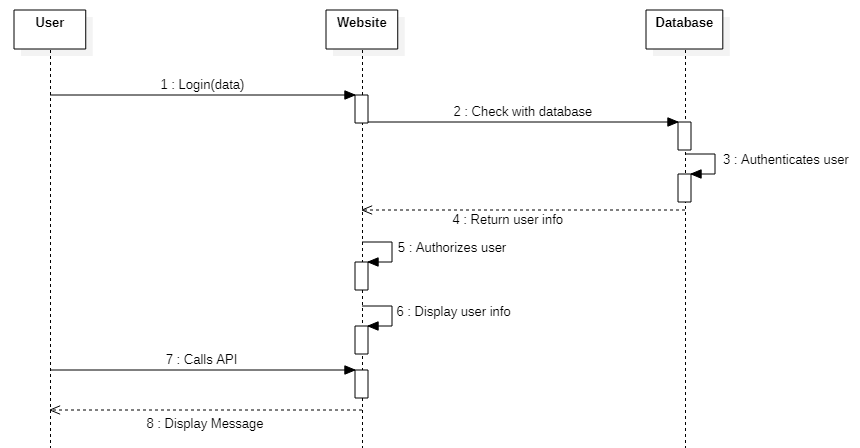 User
Website
Database
1 : Login(data)
2 : Check with database
3 : Authenticates user
4 : Return user info
5 : Authorizes user
6 : Display user info
7 : Calls API
8 : Display Message